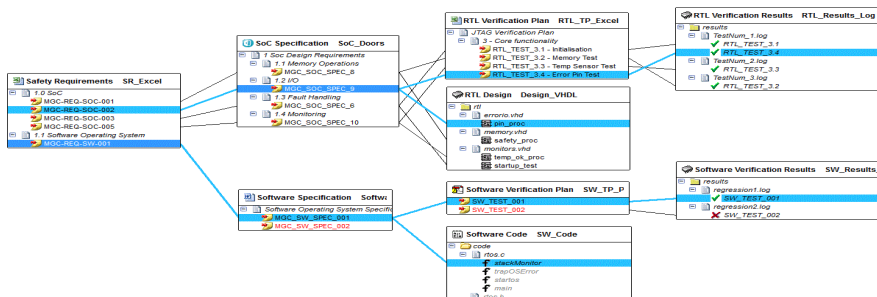 Safety Requirements SR_Excel
1.0 SoC
MGC-REQ-SOC-001
MGC-REQ-SOC-002
MGC-REQ-SOC-003
MGC-REQ-SOC-005
1.1 Software Operating System
MGC-REQ-SW-001
SoC Specification SoC_Doors
1 Soc Design Requirements
1.1 Memory Operations
MGC_SOC_SPEC_8
1.2 I/O
MGC_SOC_SPEC_9
1.3 Fault Handling
MGC_SOC_SPEC_6
1.4 Monitoring
MGC_SOC_SPEC_10
Software Specification Softwa
Software Operating System Specific
MGC_SW_SPEC_001
MGC_SW_SPEC_002
RTL Verification Plan RTL_TP_Excel
JTAG Verification Plan
3 - Core functionality
RTL_TEST_3.1 - Initialisation
RTL_TEST_3.2 - Memory Test
RTL_TEST_3.3 - Temp Sensor Test
RTL_TEST_3.4 - Error Pin Test
RTL Design Design_VHDL
rtl
errorio.vhd
pin_proc
memory.vhd
safety_proc
monitors.vhd
temp_ok_proc
startup_test
Software Verification Plan SW_TP_P
SW_TEST_001
SW_TEST_002
Software Code SW_Code
code
rtos.c
stackMonitor
trapOSError
startos
main
rtos.h
RTL Verification Results RTL_Results_Log
results
TestNum_1.log
RTL_TEST_3.1
RTL_TEST_3.4
TestNum_2.log
RTL_TEST_3.3
TestNum_3.log
RTL_TEST_3.2
Software Verification Results SW_Results_
results
regression1.log
SW_TEST_001
regression2.log
SW_TEST_002